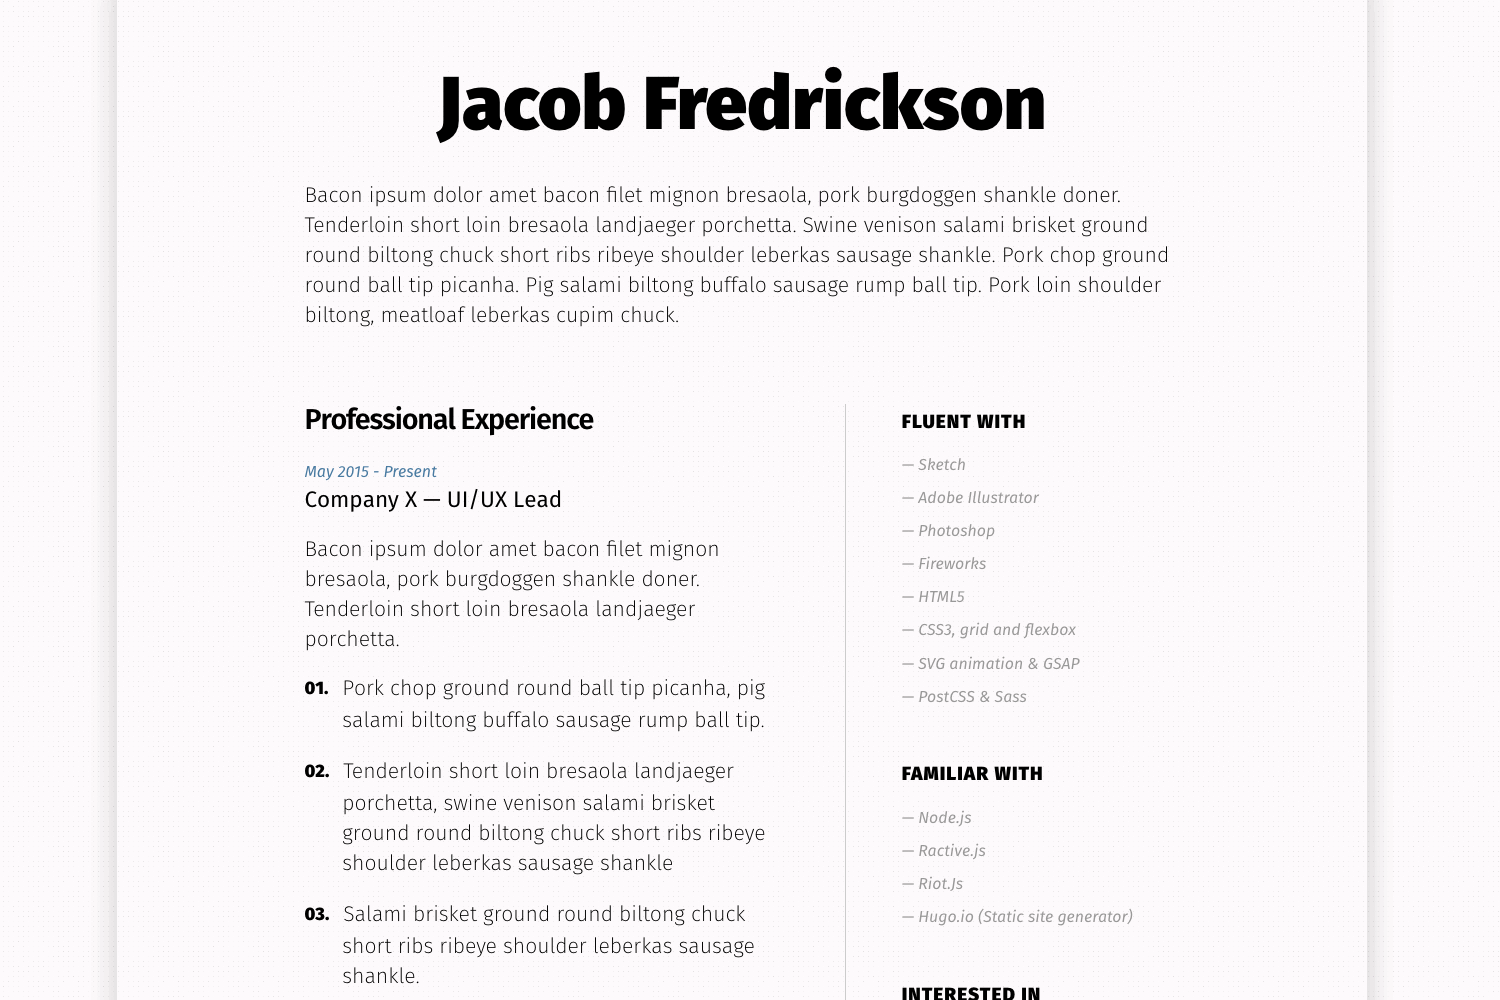 Jacob Fredrickson
Bacon ipsum dolor amet bacon filet mignon bresaola, pork burgdoggen shankle doner.
Tenderloin short loin bresaola landjaeger porchetta. Swine venison salami brisket ground
round biltong chuck short ribs ribeye shoulder leberkas sausage shankle. Pork chop ground
round ball tip picanha. Pig salami biltong buffalo sausage rump ball tip. Pork loin shoulder
biltong, meatloaf leberkas cupim chuck.
Professional Experience
May 2015 - Present
Company X — UI/UX Lead
Bacon ipsum dolor amet bacon filet mignon
bresaola, pork burgdoggen shankle doner.
Tenderloin short loin bresaola landjaeger
porchetta.
01. Pork chop ground round ball tip picanha, pig
salami biltong buffalo sausage rump ball tip.
02. Tenderloin short loin bresaola landjaeger
porchetta, swine venison salami brisket
ground round biltong chuck short ribs ribeye
shoulder leberkas sausage shankle
03. Salami brisket ground round biltong chuck
short ribs ribeye shoulder leberkas sausage
shankle.
FLUENT WITH
— Sketch
— Adobe Illustrator
— Photoshop
— Fireworks
— HTML5
— CSS3, grid and flexbox
— SVG animation & GSAP
— PostCSS & Sass
FAMILIAR WITH
— Node.js
— Ractive.js
— Riot.Js
— Hugo.io (Static site generator)
INTERESTED IN